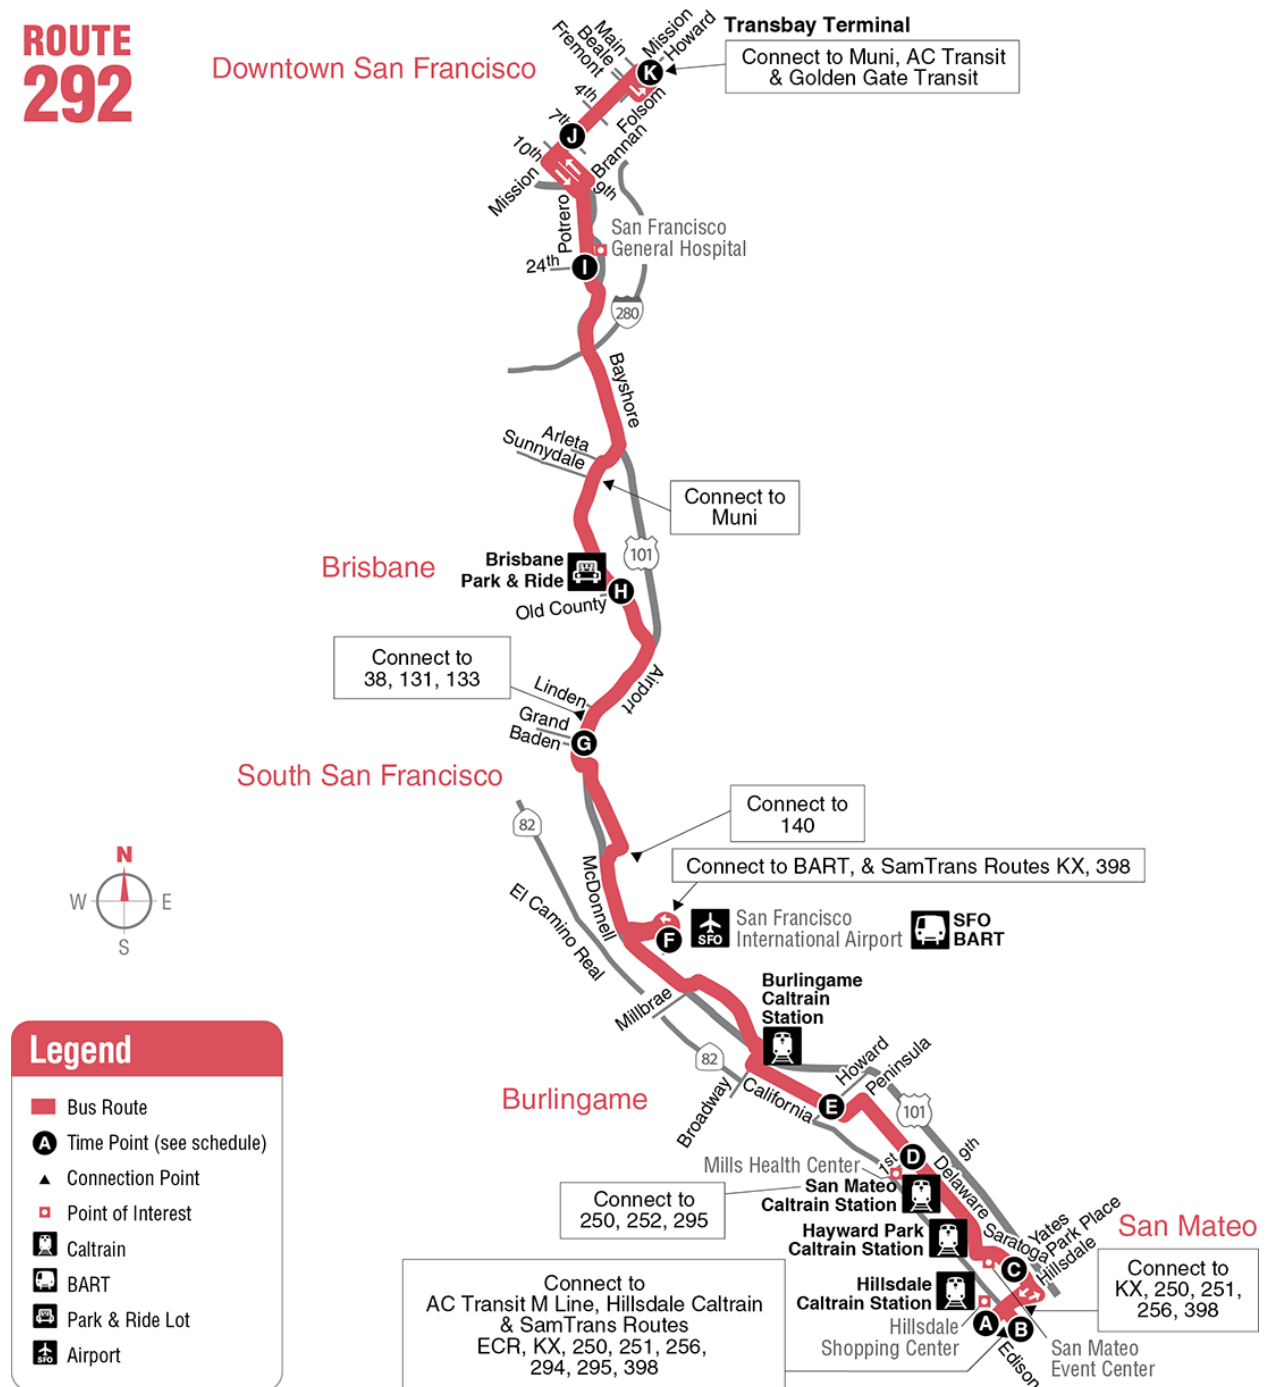 ROUTE
292
Downtown San Francisco
Transbay Terminal
Connect to Muni, AC Transit
& Golden Gate Transit
Main
Beale
Fremont
Mission
Howard
K
4th
Folsom
7th
J
Brannan
10th
Mission
9th
Potrero
San Francisco
General Hospital
24th
I
280
Bayshore
Arleta
Sunnydale
Connect to
Muni
101
Brisbane
Brisbane
Park & Ride
H
Old County
Connect to
38, 131, 133
Airport
Linden
Grand
Baden
G
South San Francisco
Connect to
140
82
McDonnell
Connect to BART, & SamTrans Routes KX, 398
El Camino Real
F
SFO
San Francisco
International Airport
SFO
BART
N
W
E
S
Millbrae
Burlingame
Caltrain
Station
82
Howard
Peninsula
Broadway
California
E
101
Burlingame
9th
1st
D
Delaware
Mills Health Center
San Mateo
Caltrain Station
Connect to
250, 252, 295
Hayward Park
Caltrain Station
Saratoga
Yates
Park Place
Hillsdale
San Mateo
C
Connect to
KX, 250, 251,
256, 398
Hillsdale
Caltrain Station
Hillsdale
Shopping Center
A
B
Edison
San Mateo
Event Center
Connect to
AC Transit M Line, Hillsdale Caltrain
& SamTrans Routes
ECR, KX, 250, 251, 256,
294, 295, 398
Legend
Bus Route
A
Time Point (see schedule)
Connection Point
Point of Interest
Caltrain
BART
Park & Ride Lot
SFO
Airport